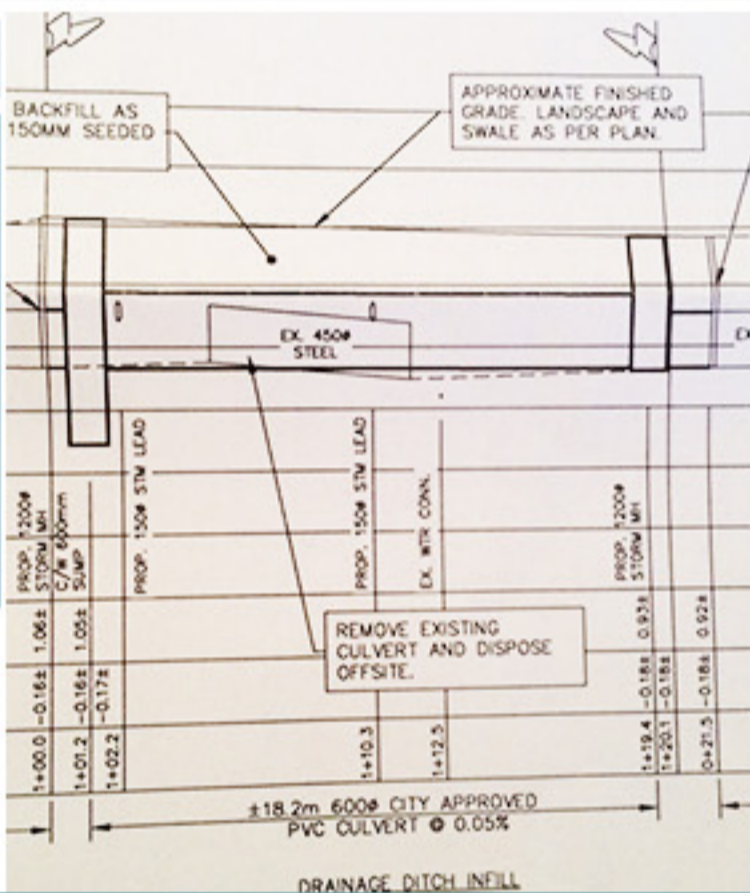 BACKFILL AS
150MM SEEDED
APPROXIMATE FINISHED
GRADE. LANDSCAPE AND
SWALE AS PER PLAN.
EX. 450ø
STEEL
EX
PROP. 1200ø
STORM MH
C/W 600mm
SUMP
PROP. 150ø STM LEAD
PROP. 150ø STM LEAD
EX. WTR CONN.
PROP. 1200ø
STORM MH
REMOVE EXISTING
CULVERT AND DISPOSE
OFFSITE.
1+00.0 -0.16± 1.06±
1+01.2 -0.16± 1.05±
1+02.2 -0.17±
1+10.3
1+12.5
1+19.4 -0.18± 0.93±
1+20.1 -0.18±
0+21.5 -0.18± 0.92±
±18.2m 600ø CITY APPROVED
PVC CULVERT @ 0.05%
DRAINAGE DITCH INFILL